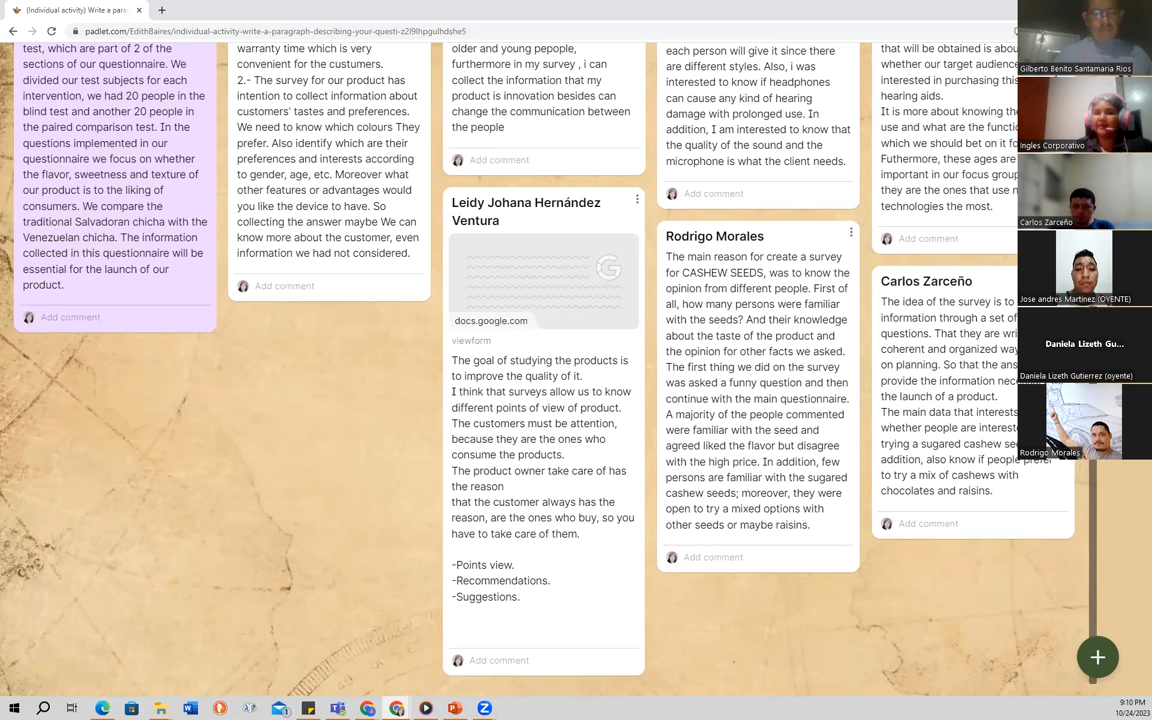 (Individual activity) Write a para
padlet.com/EdithBaires/individual-activity-write-a-paragraph-describing-your-questi-z2l9lhpgulhdshe5
test, which are part of 2 of the
sections of our questionnaire. We
divided our test subjects for each
intervention, we had 20 people in the
blind test and another 20 people in
the paired comparison test. In the
questions implemented in our
questionnaire we focus on whether
the flavor, sweetness and texture of
our product is to the liking of
consumers. We compare the
traditional Salvadoran chicha with the
Venezuelan chicha. The information
collected in this questionnaire will be
essential for the launch of our
product.
Add comment
warranty time which is very
convenient for the custumers.
2.- The survey for our product has
intention to collect information about
customers' tastes and preferences.
We need to know which colours They
prefer. Also identify which are their
preferences and interests according
to gender, age, etc. Moreover what
other features or advantages would
you like the device to have. So
collecting the answer maybe We can
know more about the customer, even
information we had not considered.
Add comment
older and young pepople,
furthermore in my survey , i can
collect the information that my
product is innovation besides can
change the communication between
the people
Add comment
Leidy Johana Hernández
Ventura
docs.google.com
viewform
The goal of studying the products is
to improve the quality of it.
I think that surveys allow us to know
different points of view of product.
The customers must be attention,
because they are the ones who
consume the products.
The product owner take care of has
the reason
that the customer always has the
reason, are the ones who buy, so you
have to take care of them.
-Points view.
-Recommendations.
-Suggestions.
Add comment
each person will give it since there
are different styles. Also, i was
interested to know if headphones
can cause any kind of hearing
damage with prolonged use. In
addition, I am interested to know that
the quality of the sound and the
microphone is what the client needs.
Add comment
Rodrigo Morales
The main reason for create a survey
for CASHEW SEEDS, was to know the
opinion from different people. First of
all, how many persons were familiar
with the seeds? And their knowledge
about the taste of the product and
the opinion for other facts we asked.
The first thing we did on the survey
was asked a funny question and then
continue with the main questionnaire.
A majority of the people commented
were familiar with the seed and
agreed liked the flavor but disagree
with the high price. In addition, few
persons are familiar with the sugared
cashew seeds; moreover, they were
open to try a mixed options with
other seeds or maybe raisins.
Add comment
that will be obtained is about
whether our target audience
interested in purchasing this
hearing aids.
It is more about knowing the
use and what are the functi
which we should bet on it fo
Futhermore, these ages are
important in our focus group
they are the ones that use n
technologies the most.
Add comment
Carlos Zarceño
The idea of the survey is to
information through a set of
questions. That they are wri
coherent and organized way
on planning. So that the ans
provide the information nec
the launch of a product.
The main data that interests
whether people are intereste
trying a sugared cashew se
addition, also know if people prefer
to try a mix of cashews with
chocolates and raisins.
Add comment
Gilberto Benito Santamaria Rios
Ingles Corporativo
Carlos Zarceño
Jose andres Martinez (OYENTE)
Daniela Lizeth Gu...
Daniela Lizeth Gutierrez (oyente)
Rodrigo Morales
9:10 PM
10/24/2023